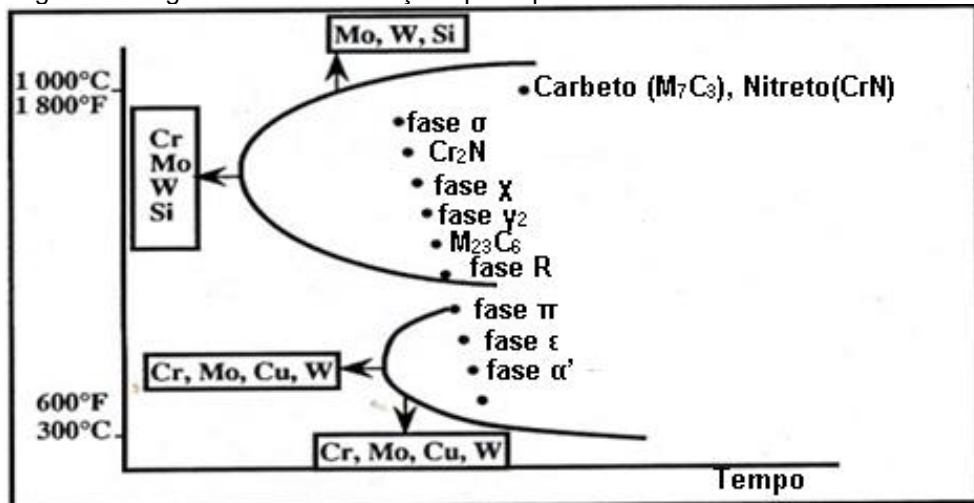 Mo, W, Si
1 000°C
1 800°F
Carbeto (M₇C₃), Nitreto(CrN)
Cr
Mo
W
Si
fase σ
Cr₂N
fase χ
fase γ₂
M₂₃C₆
fase R
fase π
fase ε
fase α’
Cr, Mo, Cu, W
600°F
300°C
Cr, Mo, Cu, W
Tempo